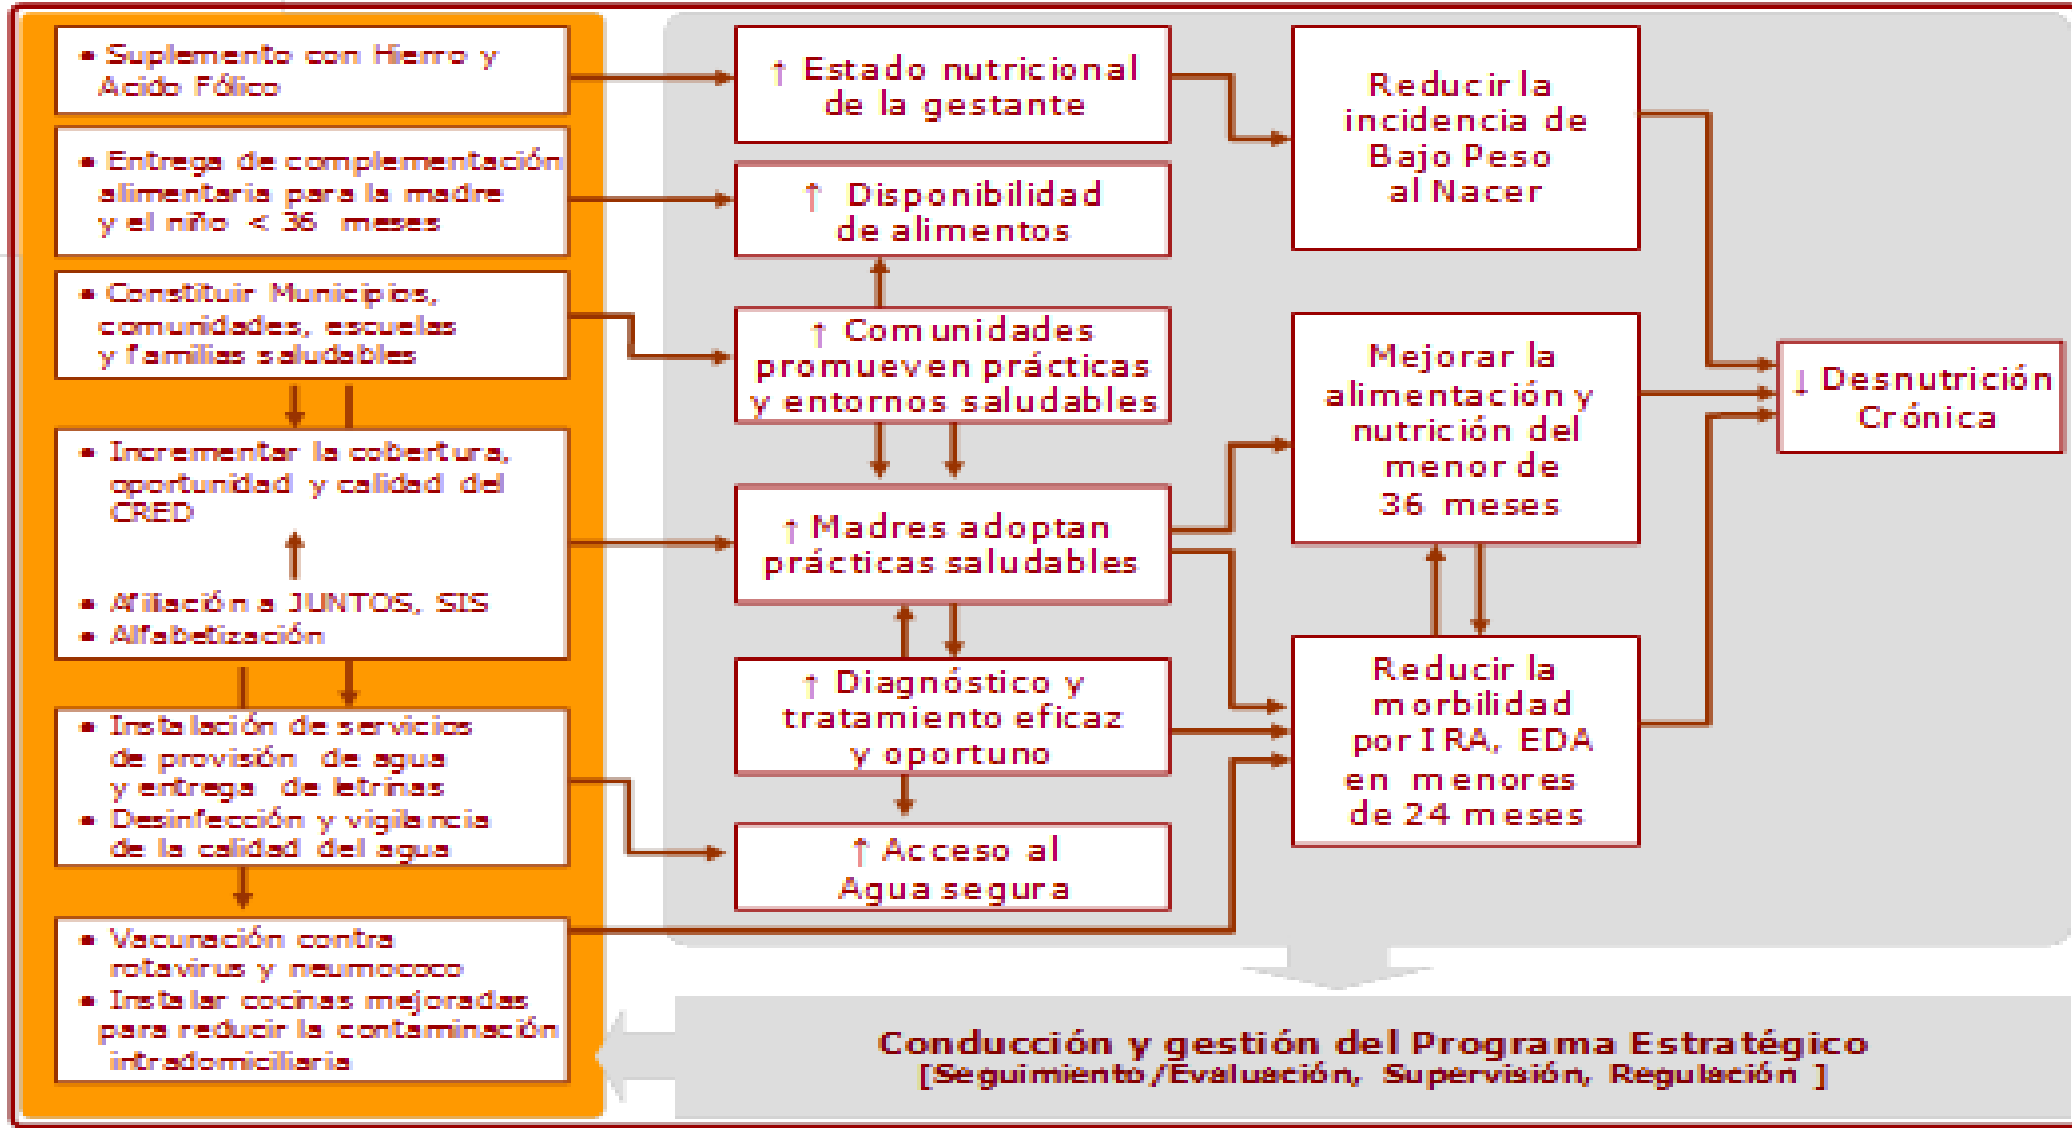 • Suplemento con Hierro y
Acido Fólico
• Entrega de complementación
alimentaria para la madre
y el niño < 36 meses
• Constituir Municipios,
comunidades, escuelas
y familias saludables
• Incrementar la cobertura,
oportunidad y calidad del
CRED
• Afiliación a JUNTOS, SIS
• Alfabetización
• Instalación de servicios
de provisión de agua
y entrega de letrinas
• Desinfección y vigilancia
de la calidad del agua
• Vacunación contra
rotavirus y neumococo
• Instalar cocinas mejoradas
para reducir la contaminación
intradomiciliaria
↑ Estado nutricional
de la gestante
↑ Disponibilidad
de alimentos
↑ Comunidades
promueven prácticas
y entornos saludables
↑ Madres adoptan
prácticas saludables
↑ Diagnóstico y
tratamiento eficaz
y oportuno
↑ Acceso al
Agua segura
Reducir la
incidencia de
Bajo Peso
al Nacer
Mejorar la
alimentación y
nutrición del
menor de
36 meses
Reducir la
morbilidad
por IRA, EDA
en menores
de 24 meses
↓ Desnutrición
Crónica
Conducción y gestión del Programa Estratégico
[Seguimiento/Evaluación, Supervisión, Regulación ]